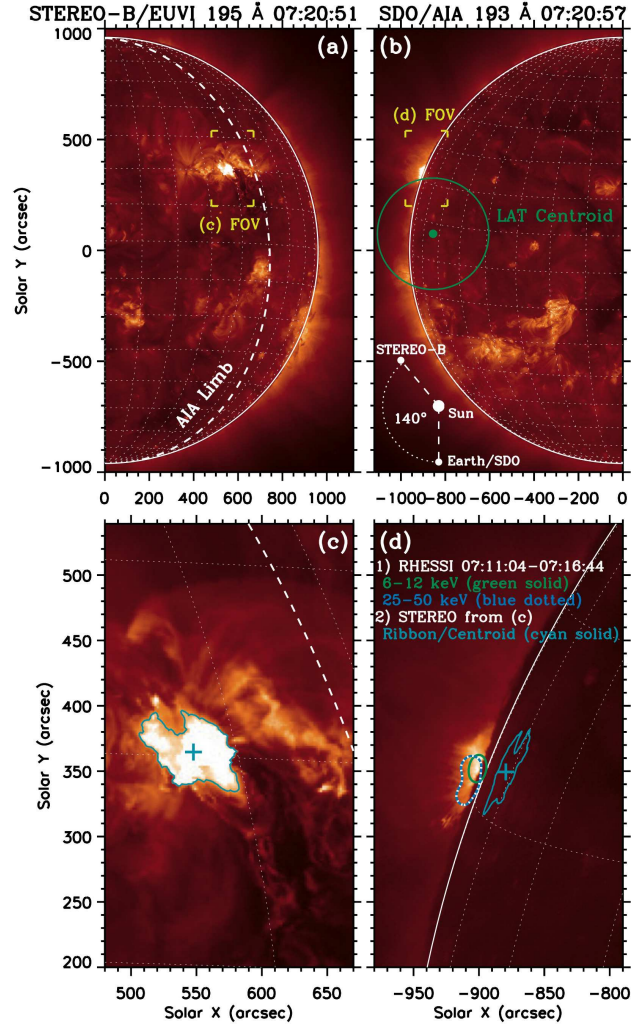 STEREO-B/EUVI 195 Å 07:20:51
SDO/AIA 193 Å 07:20:57
(a)
(b)
1000
500
0
-500
-1000
Solar Y (arcsec)
(c) FOV
AIA Limb
(d) FOV
LAT Centroid
STEREO-B
140°
Sun
Earth/SDO
0 200 400 600 800 1000
-1000 -800 -600 -400 -200 0
(c)
(d)
500
450
400
350
300
250
200
Solar Y (arcsec)
1) RHESSI 07:11:04-07:16:44
6-12 keV (green solid)
25-50 keV (blue dotted)
2) STEREO from (c)
Ribbon/Centroid (cyan solid)
500 550 600 650
-950 -900 -850 -800
Solar X (arcsec)
Solar X (arcsec)